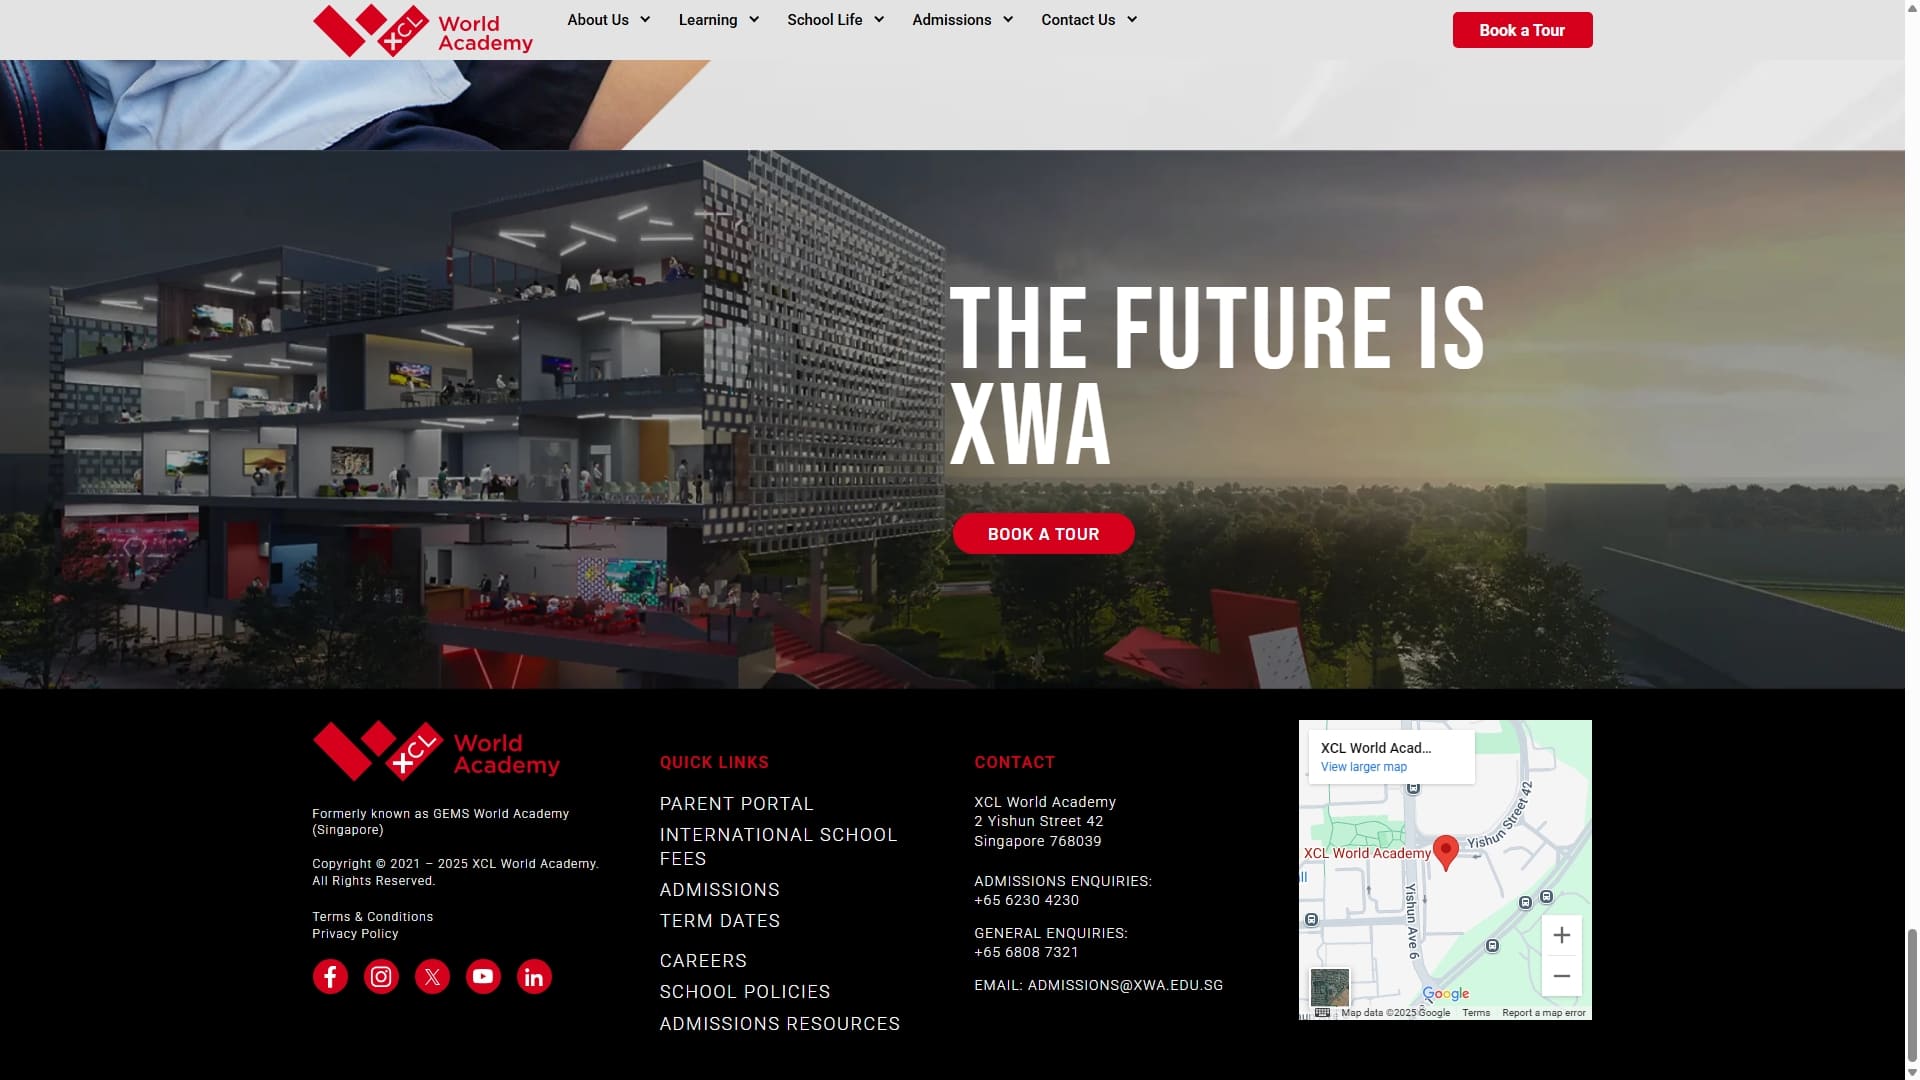 XCL World Academy
About Us
Learning
School Life
Admissions
Contact Us
Book a Tour
THE FUTURE IS
XWA
BOOK A TOUR
XCL World Academy
Formerly known as GEMS World Academy
(Singapore)
Copyright © 2021 – 2025 XCL World Academy.
All Rights Reserved.
Terms & Conditions
Privacy Policy
QUICK LINKS
PARENT PORTAL
INTERNATIONAL SCHOOL
FEES
ADMISSIONS
TERM DATES
CAREERS
SCHOOL POLICIES
ADMISSIONS RESOURCES
CONTACT
XCL World Academy
2 Yishun Street 42
Singapore 768039
ADMISSIONS ENQUIRIES:
+65 6230 4230
GENERAL ENQUIRIES:
+65 6808 7321
EMAIL: ADMISSIONS@XWA.EDU.SG
XCL World Acad...
View larger map
Yishun Street 42
XCL World Academy
Yishun Ave 6
Google
Map data ©2025 Google
Terms
Report a map error